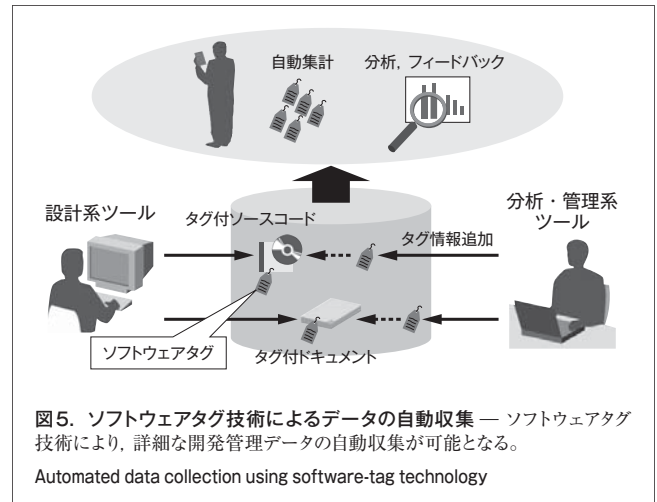 自動集計
分析，フィードバック
設計系ツール
タグ付ソースコード
分析・管理系
ツール
タグ情報追加
ソフトウェアタグ
タグ付ドキュメント
図5．ソフトウェアタグ技術によるデータの自動収集 — ソフトウェアタグ
技術により，詳細な開発管理データの自動収集が可能となる。
Automated data collection using software-tag technology